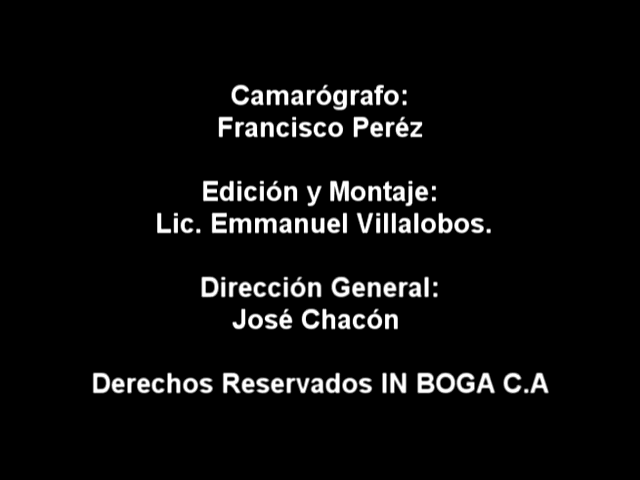 Camarógrafo:
Francisco Peréz
Edición y Montaje:
Lic. Emmanuel Villalobos.
Dirección General:
José Chacón
Derechos Reservados IN BOGA C.A